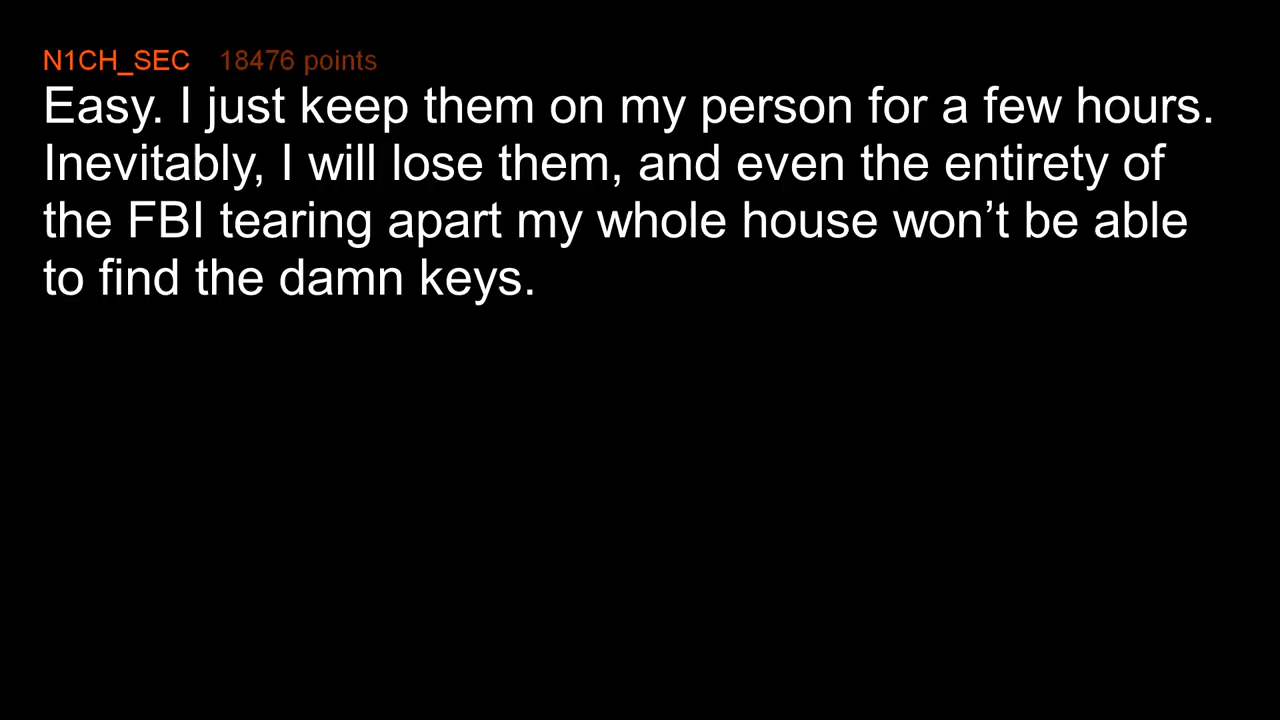 N1CH_SEC 18476 points
Easy. I just keep them on my person for a few hours.
Inevitably, I will lose them, and even the entirety of
the FBI tearing apart my whole house won’t be able
to find the damn keys.